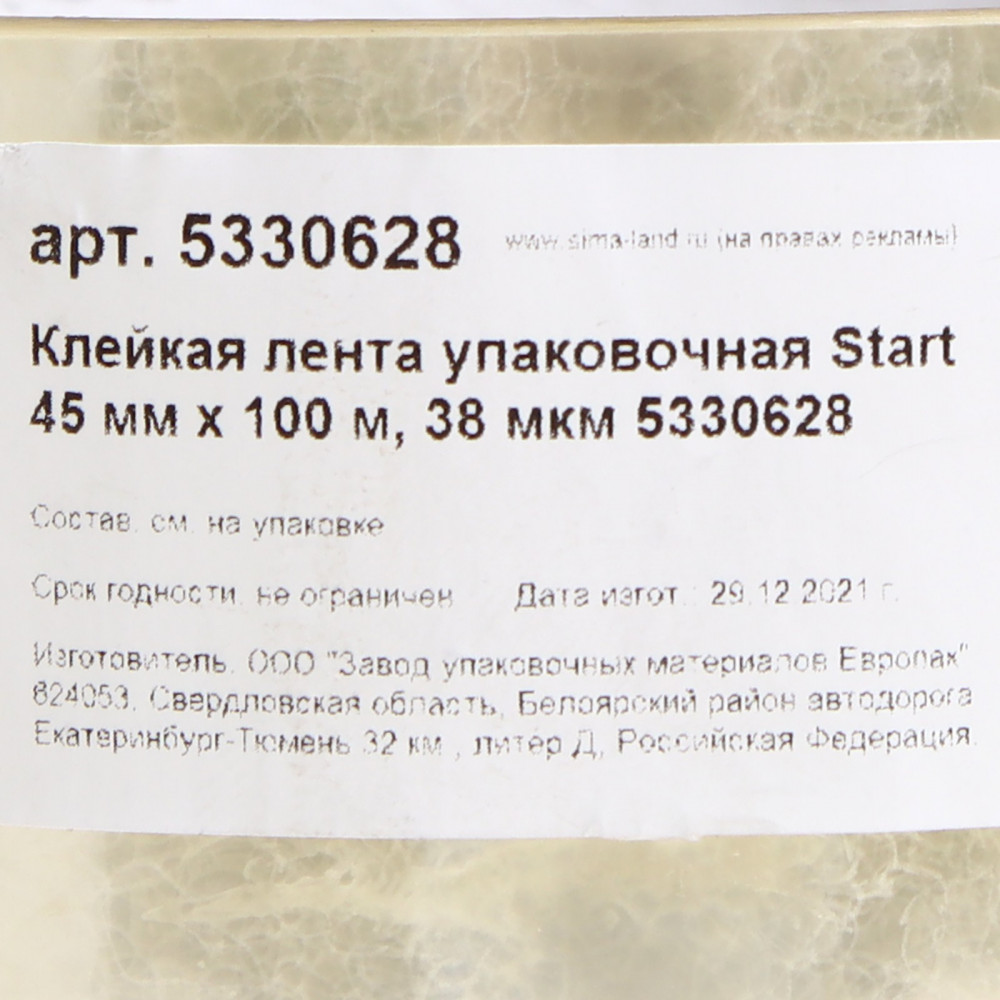 арт. 5330628 www.sima-land.ru (на правах рекламы)
Клейкая лента упаковочная Start
45 мм х 100 м, 38 мкм 5330628
Состав: см. на упаковке
Срок годности: не ограничен Дата изгот.: 29.12.2021 г.
Изготовитель: ООО "Завод упаковочных материалов Европак"
624053, Свердловская область, Белоярский район автодорога
Екатеринбург-Тюмень 32 км., литер Д, Российская Федерация.